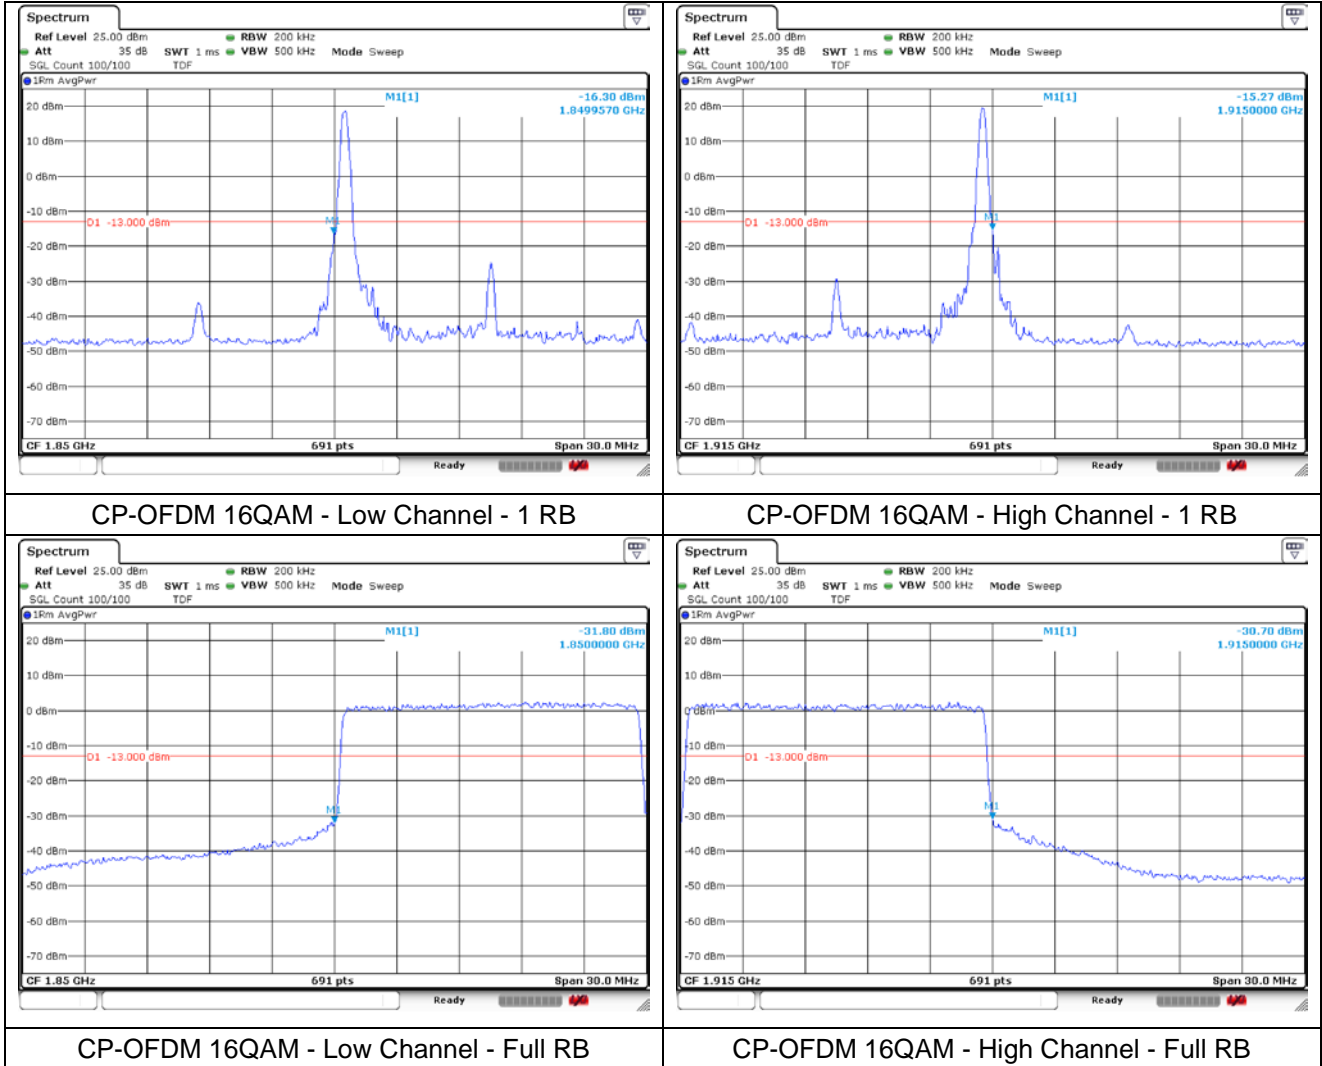 Spectrum
Ref Level 25.00 dBm RBW 200 kHz
Att 35 dB SWT 1 ms VBW 500 kHz Mode Sweep
SGL Count 100/100 TDF
1Rm AvgPwr
M1[1] -16.30 dBm
1.8499570 GHz
20 dBm
10 dBm
0 dBm
-10 dBm
D1 -13.000 dBm
M1
-20 dBm
-30 dBm
-40 dBm
-50 dBm
-60 dBm
-70 dBm
CF 1.85 GHz 691 pts Span 30.0 MHz
Ready
CP-OFDM 16QAM - Low Channel - 1 RB
Spectrum
Ref Level 25.00 dBm RBW 200 kHz
Att 35 dB SWT 1 ms VBW 500 kHz Mode Sweep
SGL Count 100/100 TDF
1Rm AvgPwr
M1[1] -15.27 dBm
1.9150000 GHz
20 dBm
10 dBm
0 dBm
-10 dBm
D1 -13.000 dBm
M1
-20 dBm
-30 dBm
-40 dBm
-50 dBm
-60 dBm
-70 dBm
CF 1.915 GHz 691 pts Span 30.0 MHz
Ready
CP-OFDM 16QAM - High Channel - 1 RB
Spectrum
Ref Level 25.00 dBm RBW 200 kHz
Att 35 dB SWT 1 ms VBW 500 kHz Mode Sweep
SGL Count 100/100 TDF
1Rm AvgPwr
M1[1] -31.80 dBm
1.8500000 GHz
20 dBm
10 dBm
0 dBm
-10 dBm
D1 -13.000 dBm
-20 dBm
M1
-30 dBm
-40 dBm
-50 dBm
-60 dBm
-70 dBm
CF 1.85 GHz 691 pts Span 30.0 MHz
Ready
CP-OFDM 16QAM - Low Channel - Full RB
Spectrum
Ref Level 25.00 dBm RBW 200 kHz
Att 35 dB SWT 1 ms VBW 500 kHz Mode Sweep
SGL Count 100/100 TDF
1Rm AvgPwr
M1[1] -30.70 dBm
1.9150000 GHz
20 dBm
10 dBm
0 dBm
-10 dBm
D1 -13.000 dBm
-20 dBm
M1
-30 dBm
-40 dBm
-50 dBm
-60 dBm
-70 dBm
CF 1.915 GHz 691 pts Span 30.0 MHz
Ready
CP-OFDM 16QAM - High Channel - Full RB